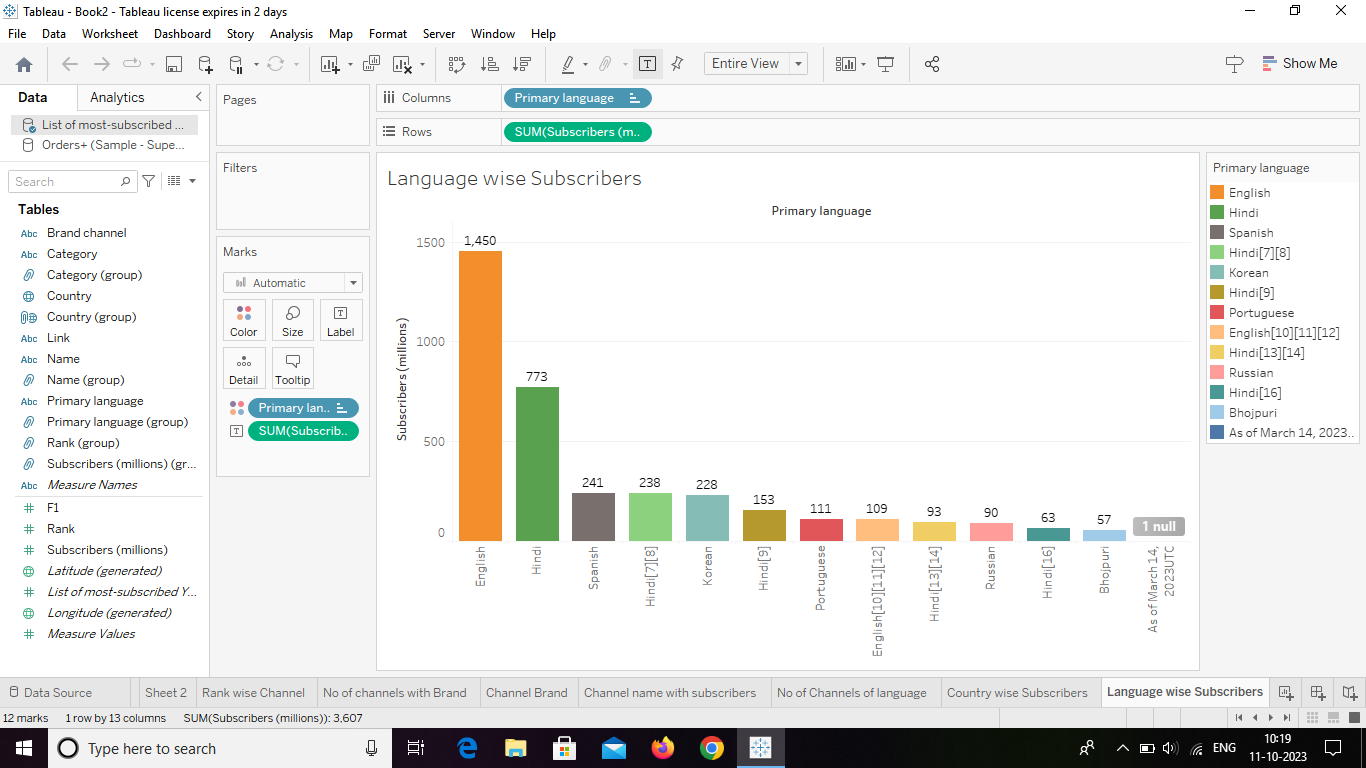 Tableau - Book2 - Tableau license expires in 2 days
File Data Worksheet Dashboard Story Analysis Map Format Server Window Help
Entire View
Show Me
Data Analytics
List of most-subscribed ...
Orders+ (Sample - Supe...
Search
Tables
Abc Brand channel
Abc Category
Category (group)
Country
Country (group)
Abc Link
Abc Name
Name (group)
Abc Primary language
Primary language (group)
Rank (group)
Subscribers (millions) (gr...
Abc Measure Names
F1
Rank
Subscribers (millions)
Latitude (generated)
List of most-subscribed Y...
Longitude (generated)
Measure Values
Pages
Filters
Marks
Automatic
Color Size Label
Detail Tooltip
Primary lan..
SUM(Subscrib..
Columns Primary language
Rows SUM(Subscribers (m..
Language wise Subscribers
Primary language
Subscribers (millions)
1500
1000
500
0
1,450
773
241
238
228
153
111
109
93
90
63
57
1 null
English
Hindi
Spanish
Hindi[7][8]
Korean
Hindi[9]
Portuguese
English[10][11][12]
Hindi[13][14]
Russian
Hindi[16]
Bhojpuri
As of March 14,
2023UTC
Primary language
English
Hindi
Spanish
Hindi[7][8]
Korean
Hindi[9]
Portuguese
English[10][11][12]
Hindi[13][14]
Russian
Hindi[16]
Bhojpuri
As of March 14, 2023..
Data Source Sheet 2 Rank wise Channel No of channels with Brand Channel Brand Channel name with subscribers No of Channels of language Country wise Subscribers Language wise Subscribers
12 marks 1 row by 13 columns SUM(Subscribers (millions)): 3,607
Type here to search
ENG
10:19
11-10-2023